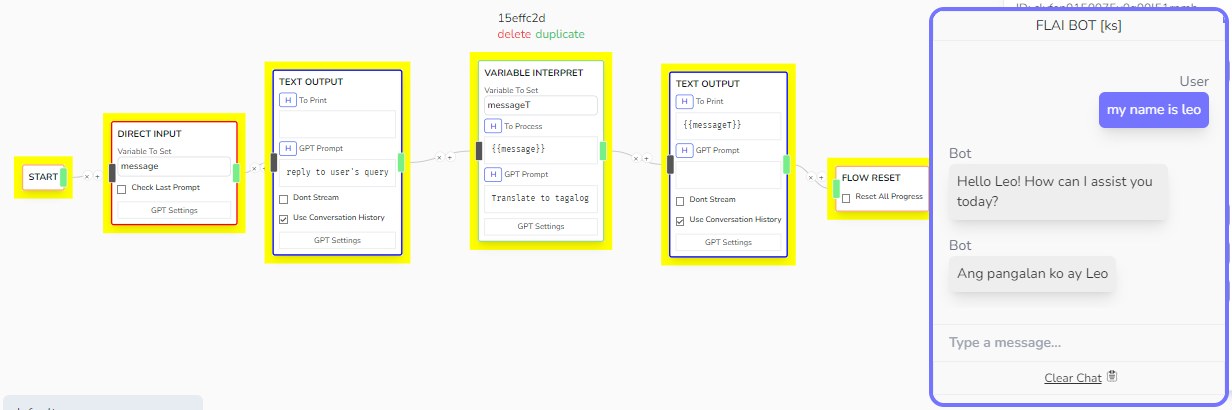 15effc2d
delete duplicate
START
DIRECT INPUT
Variable To Set
message
Check Last Prompt
GPT Settings
TEXT OUTPUT
H To Print
H GPT Prompt
reply to user's query
Dont Stream
Use Conversation History
GPT Settings
VARIABLE INTERPRET
Variable To Set
messageT
H To Process
{{message}}
H GPT Prompt
Translate to tagalog
GPT Settings
TEXT OUTPUT
H To Print
{{messageT}}
H GPT Prompt
Dont Stream
Use Conversation History
GPT Settings
FLOW RESET
Reset All Progress
FLAI BOT [ks]
User
my name is leo
Bot
Hello Leo! How can I assist you
today?
Bot
Ang pangalan ko ay Leo
Type a message...
Clear Chat